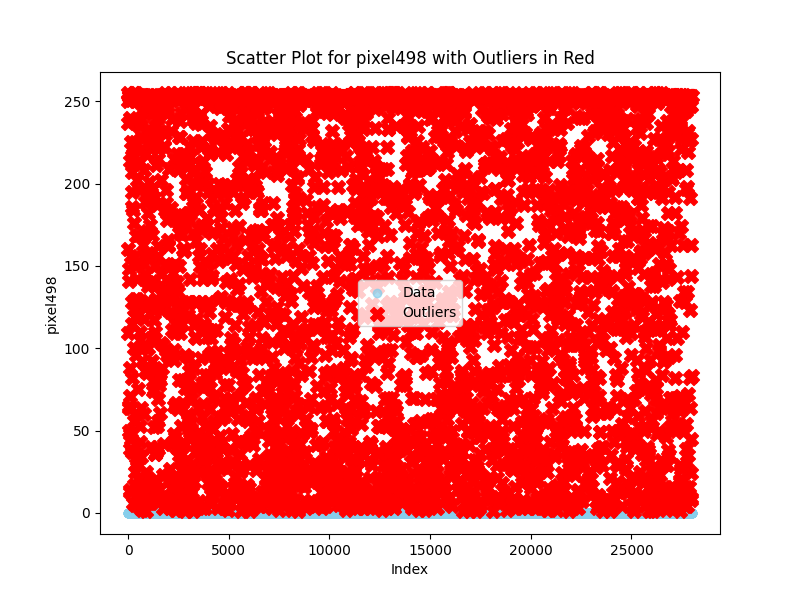 Scatter Plot for pixel498 with Outliers in Red
250
200
150
100
50
0
pixel498
Data
Outliers
0 5000 10000 15000 20000 25000
Index